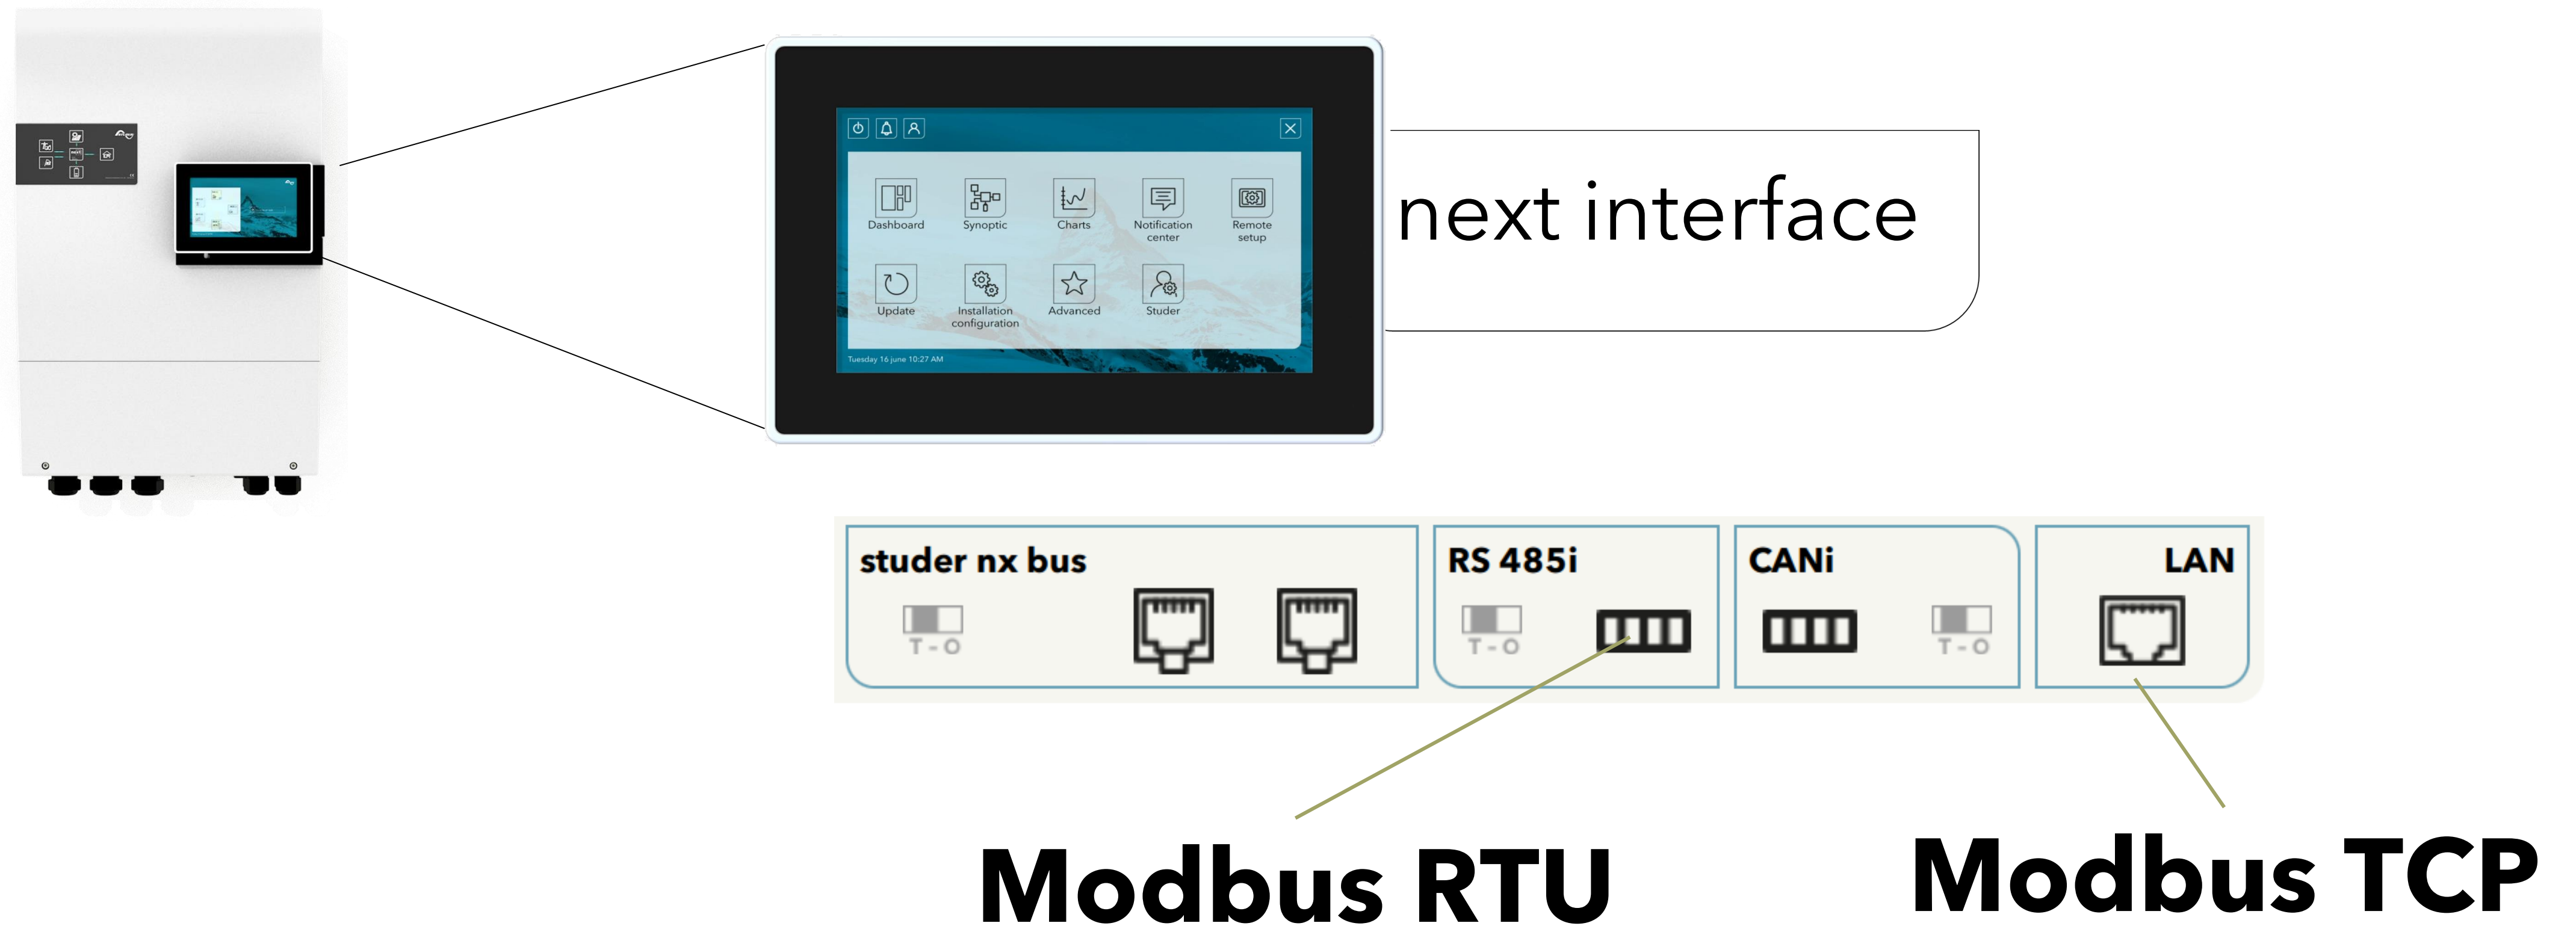 next interface
Dashboard
Synoptic
Charts
Notification
center
Remote
setup
Update
Installation
configuration
Advanced
Studer
Tuesday 16 june 10:27 AM
studer nx bus
T - O
RS 485i
T - O
CANi
T - O
LAN
Modbus RTU
Modbus TCP